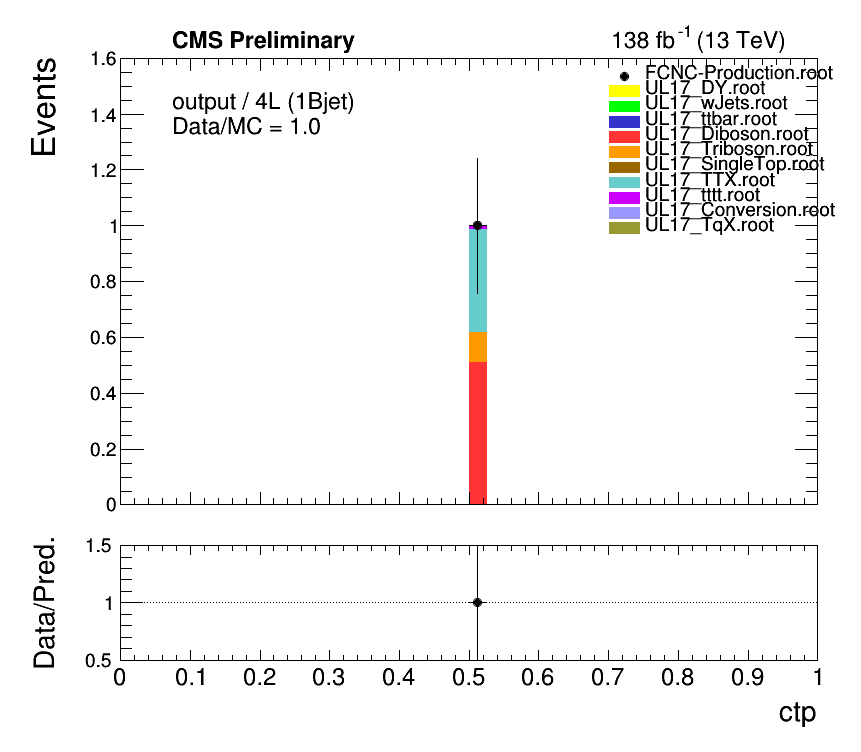 CMS Preliminary
138 fb-1 (13 TeV)
Events
1.6
1.4
1.2
1
0.8
0.6
0.4
0.2
0
output / 4L (1Bjet)
Data/MC = 1.0
FCNC-Production.root
UL17_DY.root
UL17_wJets.root
UL17_ttbar.root
UL17_Diboson.root
UL17_Triboson.root
UL17_SingleTop.root
UL17_TTX.root
UL17_tttt.root
UL17_Conversion.root
UL17_TqX.root
Data/Pred.
1.5
1
0.5
0 0.1 0.2 0.3 0.4 0.5 0.6 0.7 0.8 0.9 1
ctp